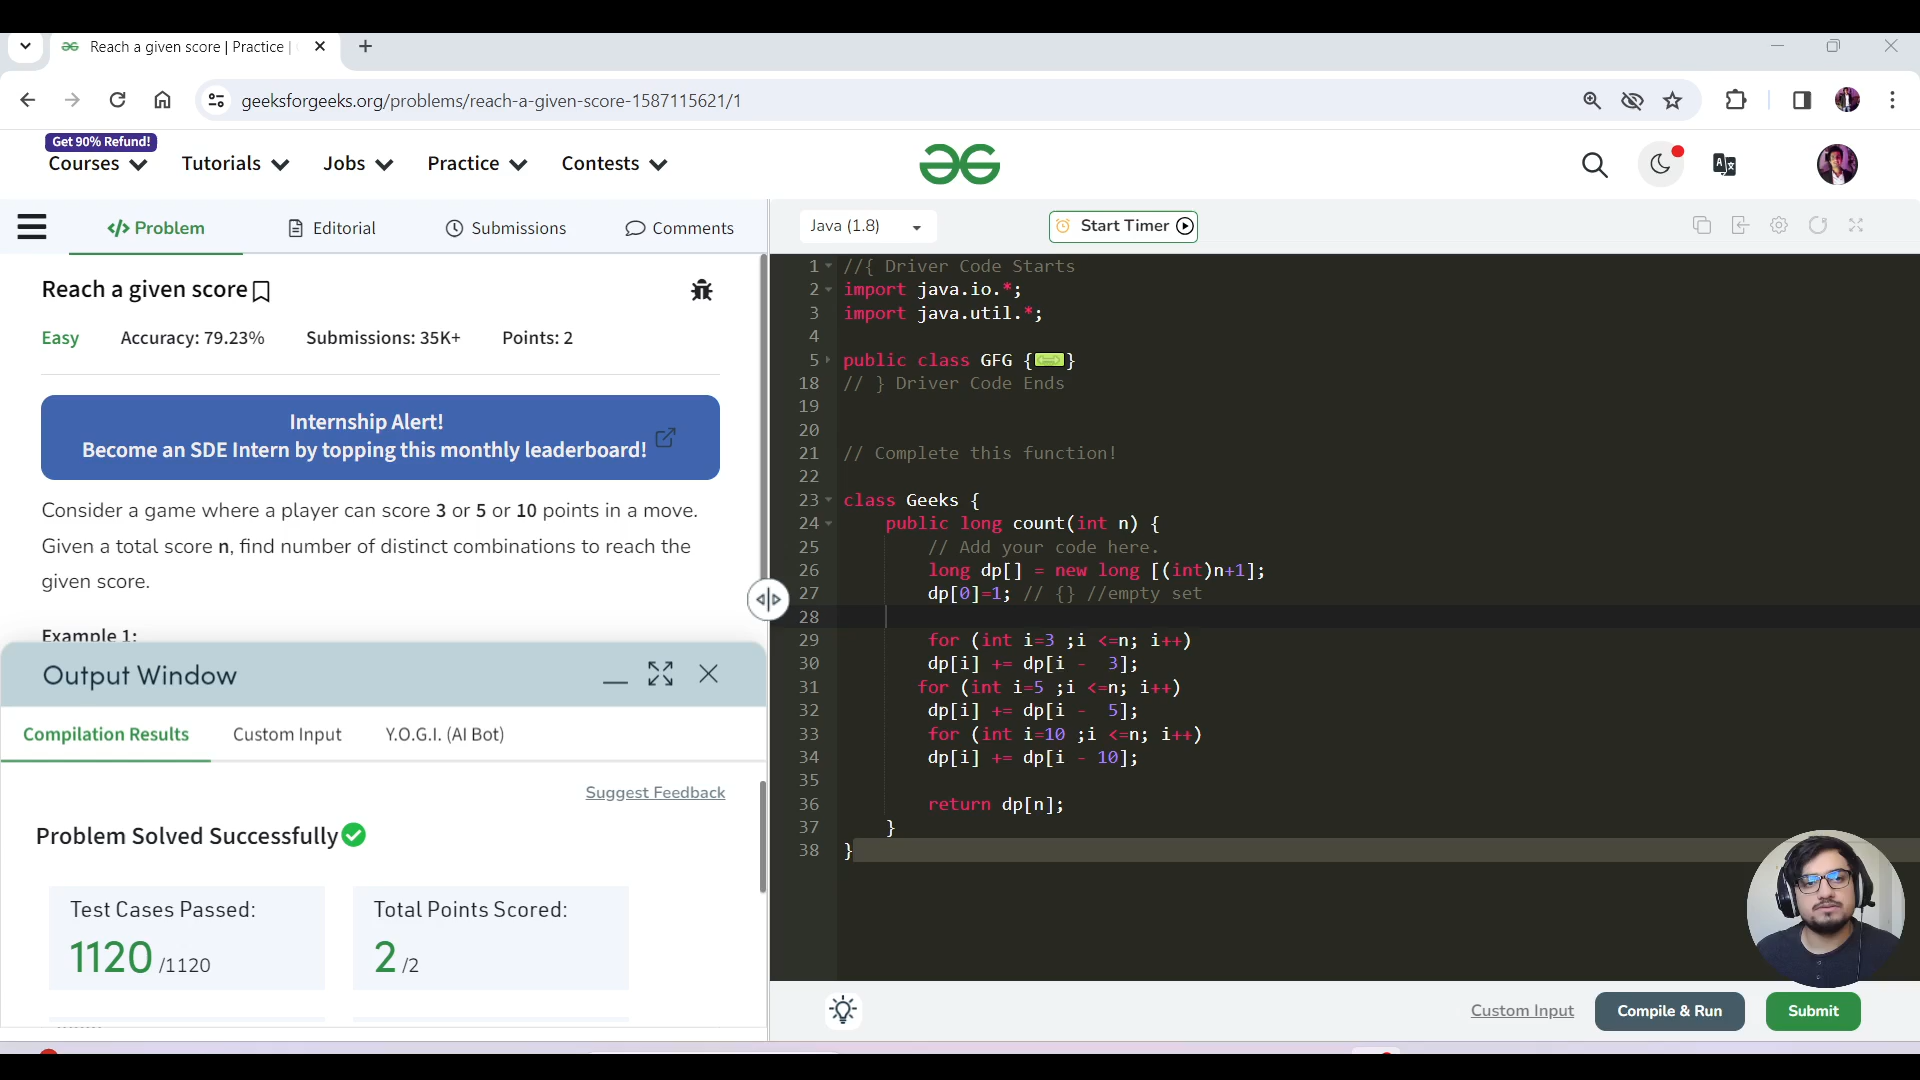 Reach a given score | Practice |
geeksforgeeks.org/problems/reach-a-given-score-1587115621/1
Get 90% Refund!
Courses
Tutorials
Jobs
Practice
Contests
Problem
Editorial
Submissions
Comments
Java (1.8)
Start Timer
Reach a given score
Easy
Accuracy: 79.23%
Submissions: 35K+
Points: 2
Internship Alert!
Become an SDE Intern by topping this monthly leaderboard!
Consider a game where a player can score 3 or 5 or 10 points in a move.
Given a total score n, find number of distinct combinations to reach the
given score.
Example 1:
Output Window
Compilation Results
Custom Input
Y.O.G.I. (AI Bot)
Suggest Feedback
Problem Solved Successfully
Test Cases Passed:
1120 /1120
Total Points Scored:
2 /2
1 //{ Driver Code Starts
2 import java.io.*;
3 import java.util.*;
4
5 public class GFG {}
18 // } Driver Code Ends
19
20
21 // Complete this function!
22
23 class Geeks {
24 public long count(int n) {
25 // Add your code here.
26 long dp[] = new long [(int)n+1];
27 dp[0]=1; // {} //empty set
28
29 for (int i=3 ;i <=n; i++)
30 dp[i] += dp[i - 3];
31 for (int i=5 ;i <=n; i++)
32 dp[i] += dp[i - 5];
33 for (int i=10 ;i <=n; i++)
34 dp[i] += dp[i - 10];
35
36 return dp[n];
37 }
38 }
Custom Input
Compile & Run
Submit